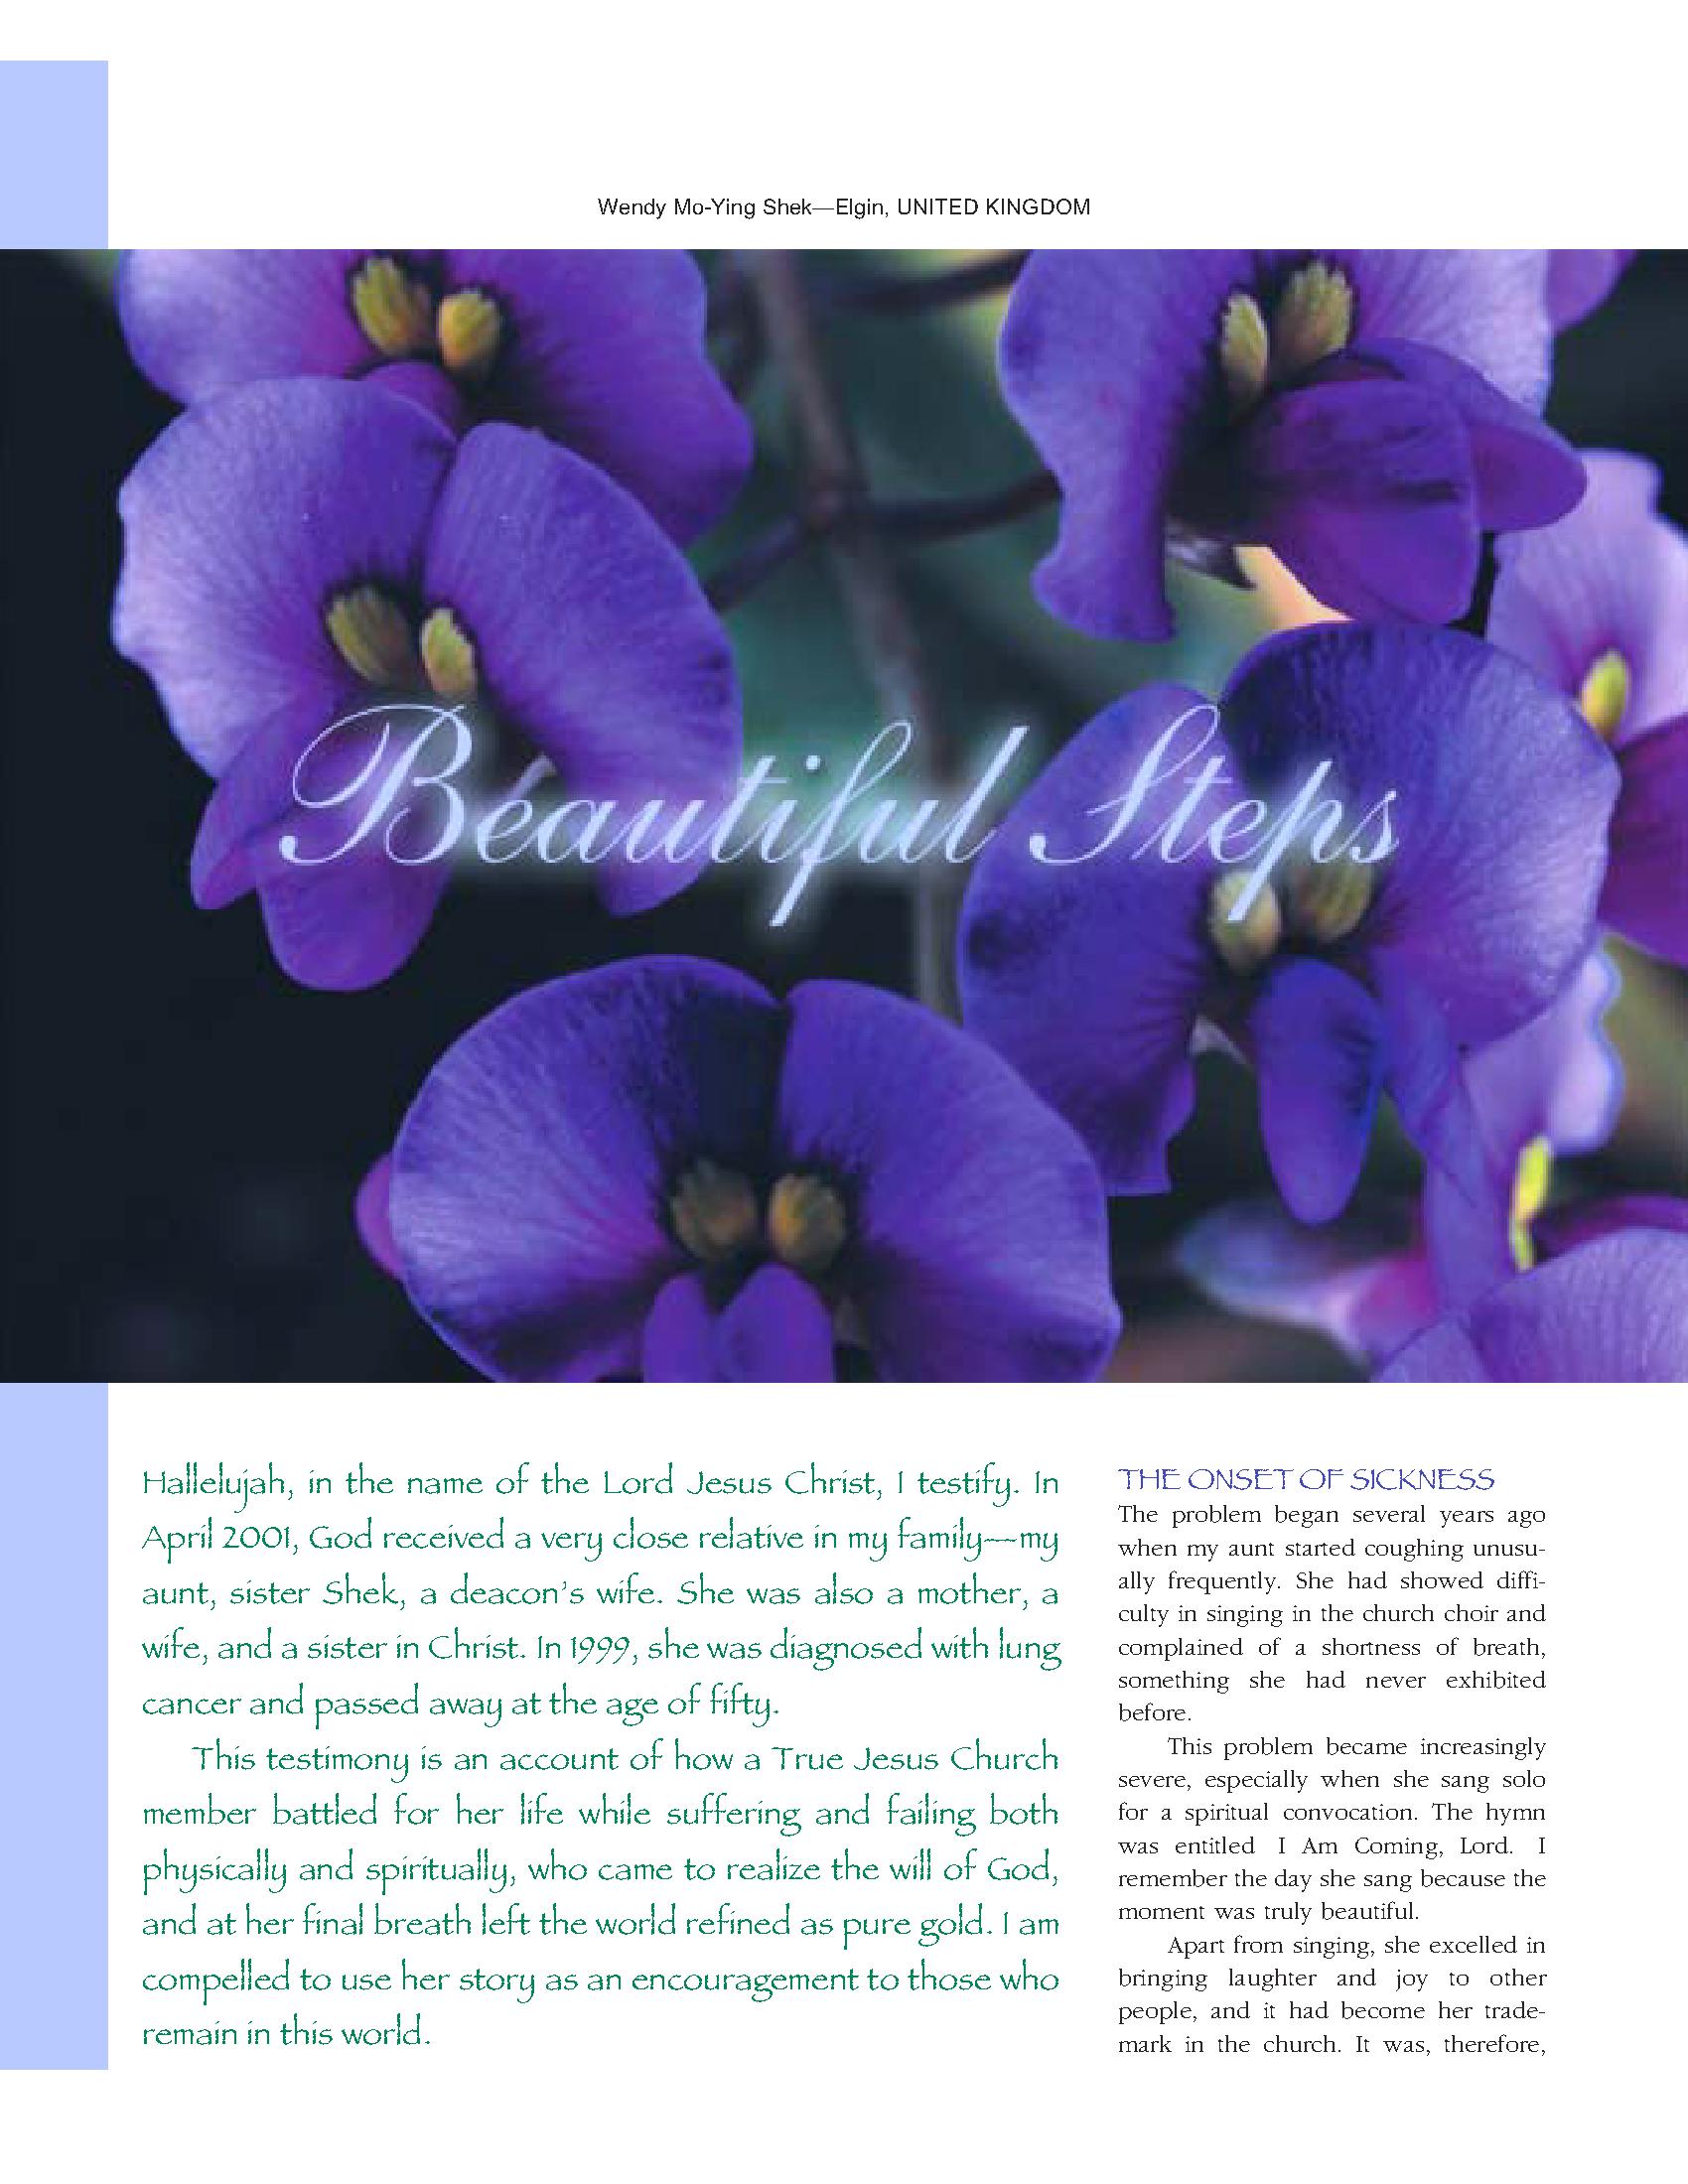 Wendy Mo-Ying Shek—Elgin, UNITED KINGDOM
Beautiful Steps
Hallelujah, in the name of the Lord Jesus Christ, I testify. In
April 2001, God received a very close relative in my family—my
aunt, sister Shek, a deacon's wife. She was also a mother, a
wife, and a sister in Christ. In 1999, she was diagnosed with lung
cancer and passed away at the age of fifty.
This testimony is an account of how a True Jesus Church
member battled for her life while suffering and failing both
physically and spiritually, who came to realize the will of God,
and at her final breath left the world refined as pure gold. I am
compelled to use her story as an encouragement to those who
remain in this world.
THE ONSET OF SICKNESS
The problem began several years ago
when my aunt started coughing unusu-
ally frequently. She had showed diffi-
culty in singing in the church choir and
complained of a shortness of breath,
something she had never exhibited
before.
This problem became increasingly
severe, especially when she sang solo
for a spiritual convocation. The hymn
was entitled I Am Coming, Lord. I
remember the day she sang because the
moment was truly beautiful.
Apart from singing, she excelled in
bringing laughter and joy to other
people, and it had become her trade-
mark in the church. It was, therefore,